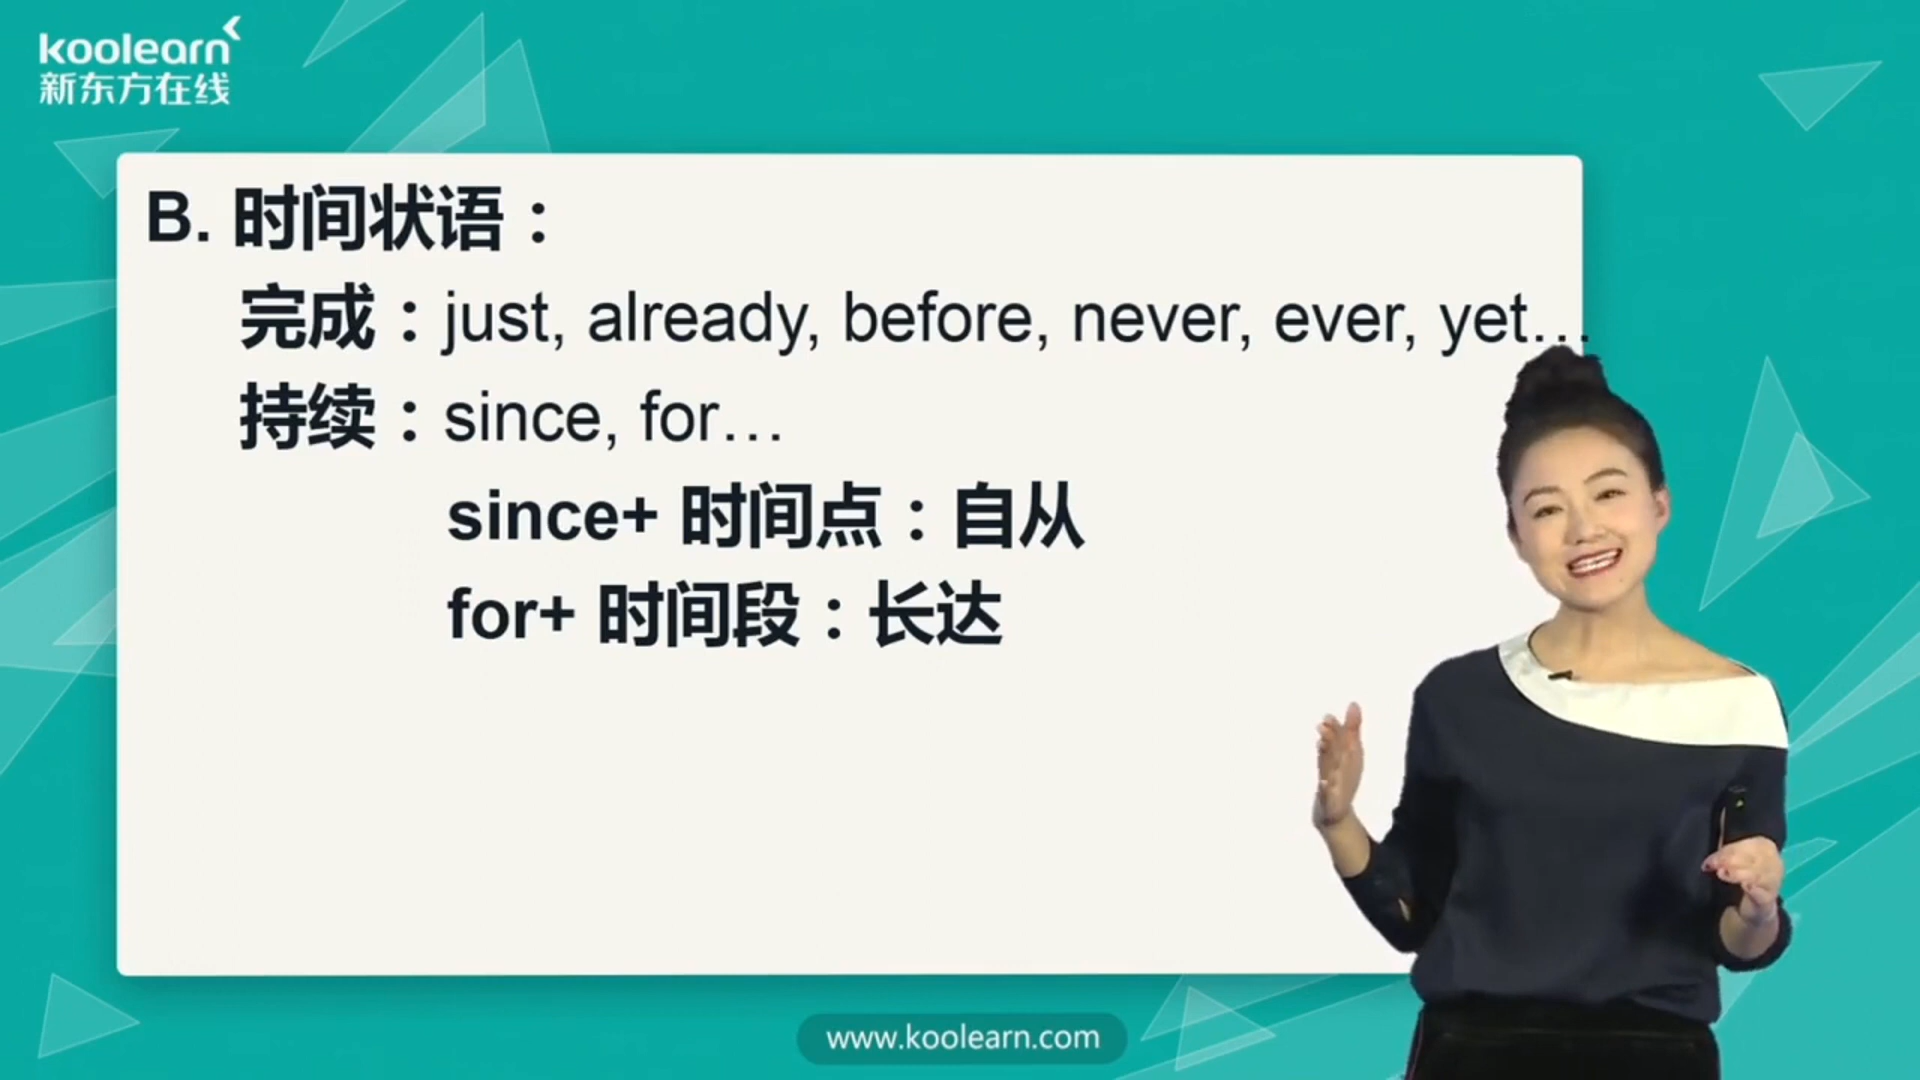 koolearn
新东方在线
B. 时间状语：
完成：just, already, before, never, ever, yet…
持续：since, for…
since+ 时间点：自从
for+ 时间段：长达
www.koolearn.com